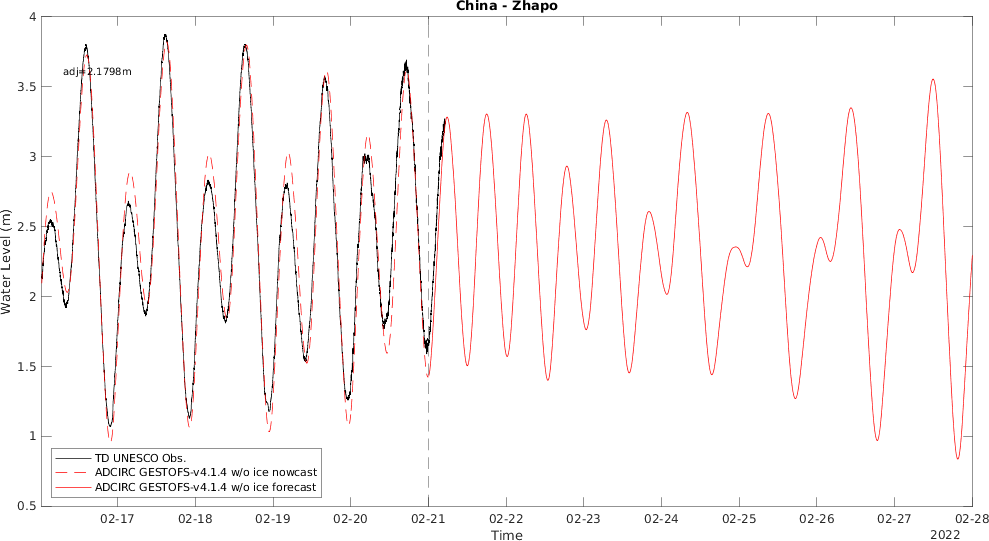 China - Zhapo
4
3.5
3
2.5
2
1.5
1
0.5
Water Level (m)
adj=2.1798m
TD UNESCO Obs.
ADCIRC GESTOFS-v4.1.4 w/o ice nowcast
ADCIRC GESTOFS-v4.1.4 w/o ice forecast
02-17 02-18 02-19 02-20 02-21 02-22 02-23 02-24 02-25 02-26 02-27 02-28
Time
2022